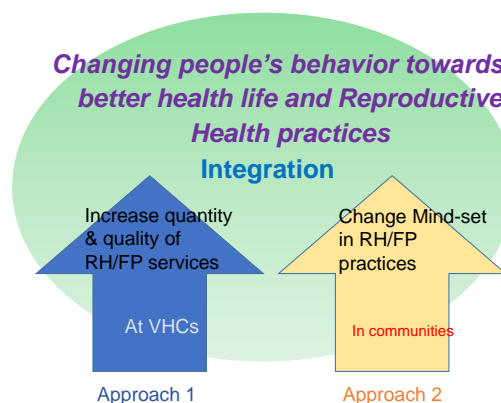 Changing people's behavior towards
better health life and Reproductive
Health practices
Integration
Increase quantity
& quality of
RH/FP services
At VHCs
Approach 1
Change Mind-set
in RH/FP
practices
In communities
Approach 2